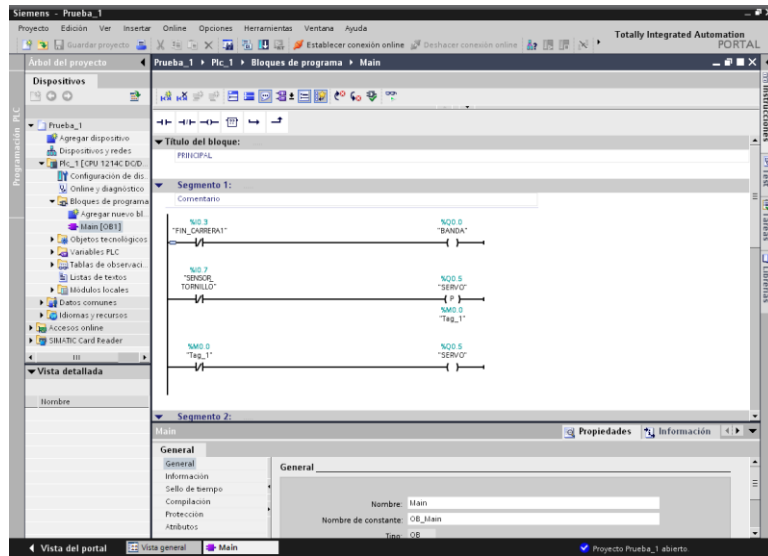 Siemens - Prueba_1
Proyecto Edición Ver Insertar Online Opciones Herramientas Ventana Ayuda
Totally Integrated Automation
PORTAL
Guardar proyecto
Establecer conexión online
Deshacer conexión online
Árbol del proyecto
Prueba_1 Plc_1 Bloques de programa Main
Dispositivos
Programación PLC
Prueba_1
Agregar dispositivo
Dispositivos y redes
Plc_1 [CPU 1214C DC/D...
Configuración de dis...
Online y diagnóstico
Bloques de programa
Agregar nuevo bl...
Main [OB1]
Objetos tecnológicos
Variables PLC
Tablas de observaci...
Listas de textos
Módulos locales
Datos comunes
Idiomas y recursos
Accesos online
SIMATIC Card Reader
Vista detallada
Nombre
Título del bloque:
PRINCIPAL
Segmento 1:
Comentario
%I0.3
"FIN_CARRERA1"
%Q0.0
"BANDA"
%I0.7
"SENSOR_
TORNILLO"
%Q0.5
"SERVO"
P
%M0.0
"Tag_1"
%M0.0
"Tag_1"
%Q0.5
"SERVO"
Segmento 2:
Instrucciones
Test
Tareas
Librerías
Main
Propiedades
Información
General
General
Información
Sello de tiempo
Compilación
Protección
Atributos
General
Nombre: Main
Nombre de constante: OB_Main
Tipo: OB
Vista del portal
Vista general
Main
Proyecto Prueba_1 abierto.